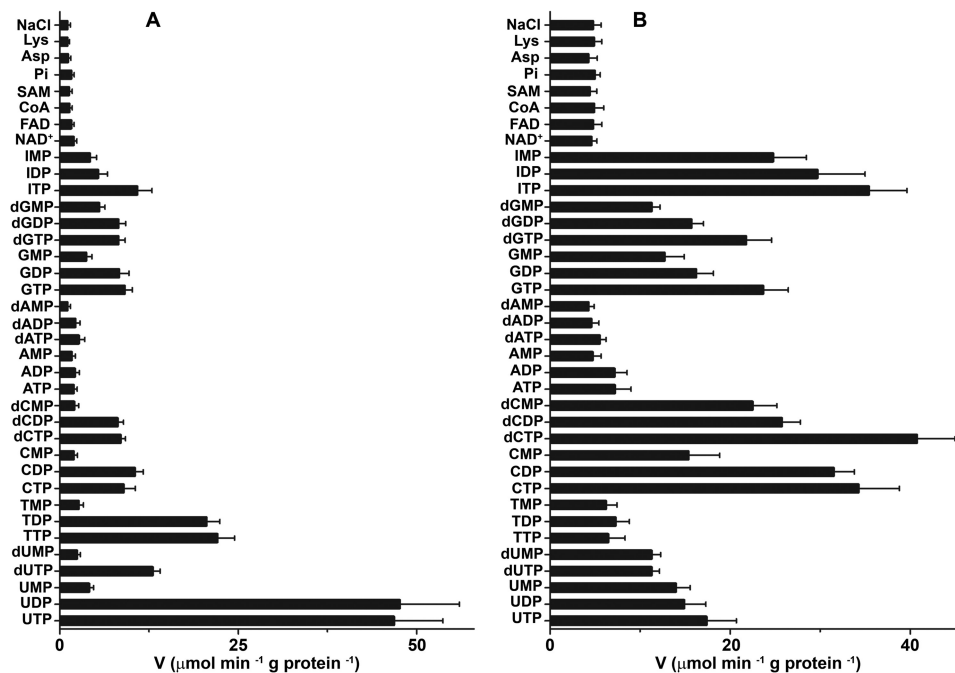 A
NaCl
Lys
Asp
Pi
SAM
CoA
FAD
NAD⁺
IMP
IDP
ITP
dGMP
dGDP
dGTP
GMP
GDP
GTP
dAMP
dADP
dATP
AMP
ADP
ATP
dCMP
dCDP
dCTP
CMP
CDP
CTP
TMP
TDP
TTP
dUMP
dUTP
UMP
UDP
UTP
0 25 50
V (μmol min ⁻¹ g protein ⁻¹)
B
NaCl
Lys
Asp
Pi
SAM
CoA
FAD
NAD⁺
IMP
IDP
ITP
dGMP
dGDP
dGTP
GMP
GDP
GTP
dAMP
dADP
dATP
AMP
ADP
ATP
dCMP
dCDP
dCTP
CMP
CDP
CTP
TMP
TDP
TTP
dUMP
dUTP
UMP
UDP
UTP
0 20 40
V (μmol min ⁻¹ g protein ⁻¹)